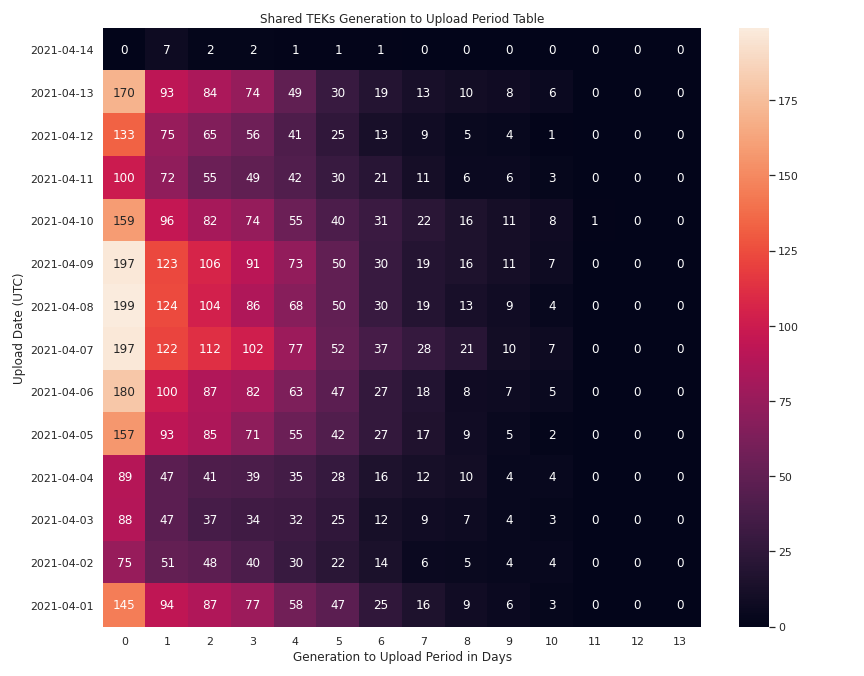 Shared TEKs Generation to Upload Period Table
Upload Date (UTC)
2021-04-14 0 7 2 2 1 1 1 0 0 0 0 0 0 0
2021-04-13 170 93 84 74 49 30 19 13 10 8 6 0 0 0
2021-04-12 133 75 65 56 41 25 13 9 5 4 1 0 0 0
2021-04-11 100 72 55 49 42 30 21 11 6 6 3 0 0 0
2021-04-10 159 96 82 74 55 40 31 22 16 11 8 1 0 0
2021-04-09 197 123 106 91 73 50 30 19 16 11 7 0 0 0
2021-04-08 199 124 104 86 68 50 30 19 13 9 4 0 0 0
2021-04-07 197 122 112 102 77 52 37 28 21 10 7 0 0 0
2021-04-06 180 100 87 82 63 47 27 18 8 7 5 0 0 0
2021-04-05 157 93 85 71 55 42 27 17 9 5 2 0 0 0
2021-04-04 89 47 41 39 35 28 16 12 10 4 4 0 0 0
2021-04-03 88 47 37 34 32 25 12 9 7 4 3 0 0 0
2021-04-02 75 51 48 40 30 22 14 6 5 4 4 0 0 0
2021-04-01 145 94 87 77 58 47 25 16 9 6 3 0 0 0
0 1 2 3 4 5 6 7 8 9 10 11 12 13
Generation to Upload Period in Days
175
150
125
100
75
50
25
0